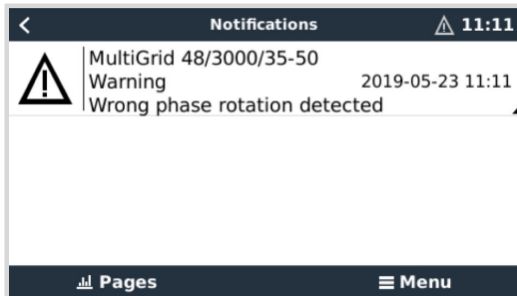 Notifications
11:11
MultiGrid 48/3000/35-50
Warning 2019-05-23 11:11
Wrong phase rotation detected
Pages
Menu